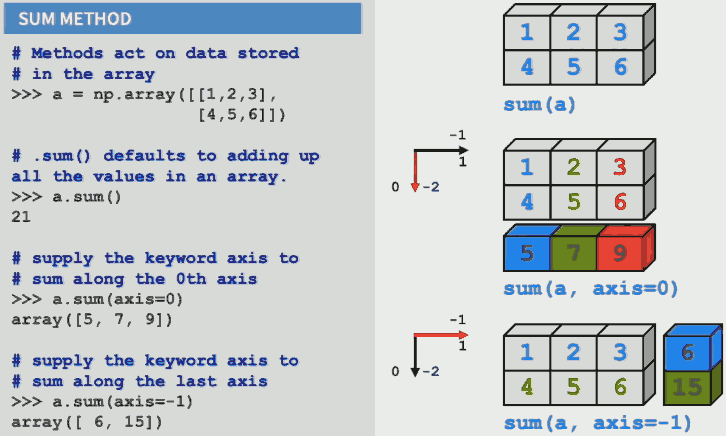 SUM METHOD
# Methods act on data stored
# in the array
>>> a = np.array([[1,2,3],
[4,5,6]])
# .sum() defaults to adding up
all the values in an array.
>>> a.sum()
21
# supply the keyword axis to
# sum along the 0th axis
>>> a.sum(axis=0)
array([5, 7, 9])
# supply the keyword axis to
# sum along the last axis
>>> a.sum(axis=-1)
array([ 6, 15])
1 2 3
4 5 6
sum(a)
-1
1
0 -2
1 2 3
4 5 6
5 7 9
sum(a, axis=0)
-1
1
0 -2
1 2 3 6
4 5 6 15
sum(a, axis=-1)